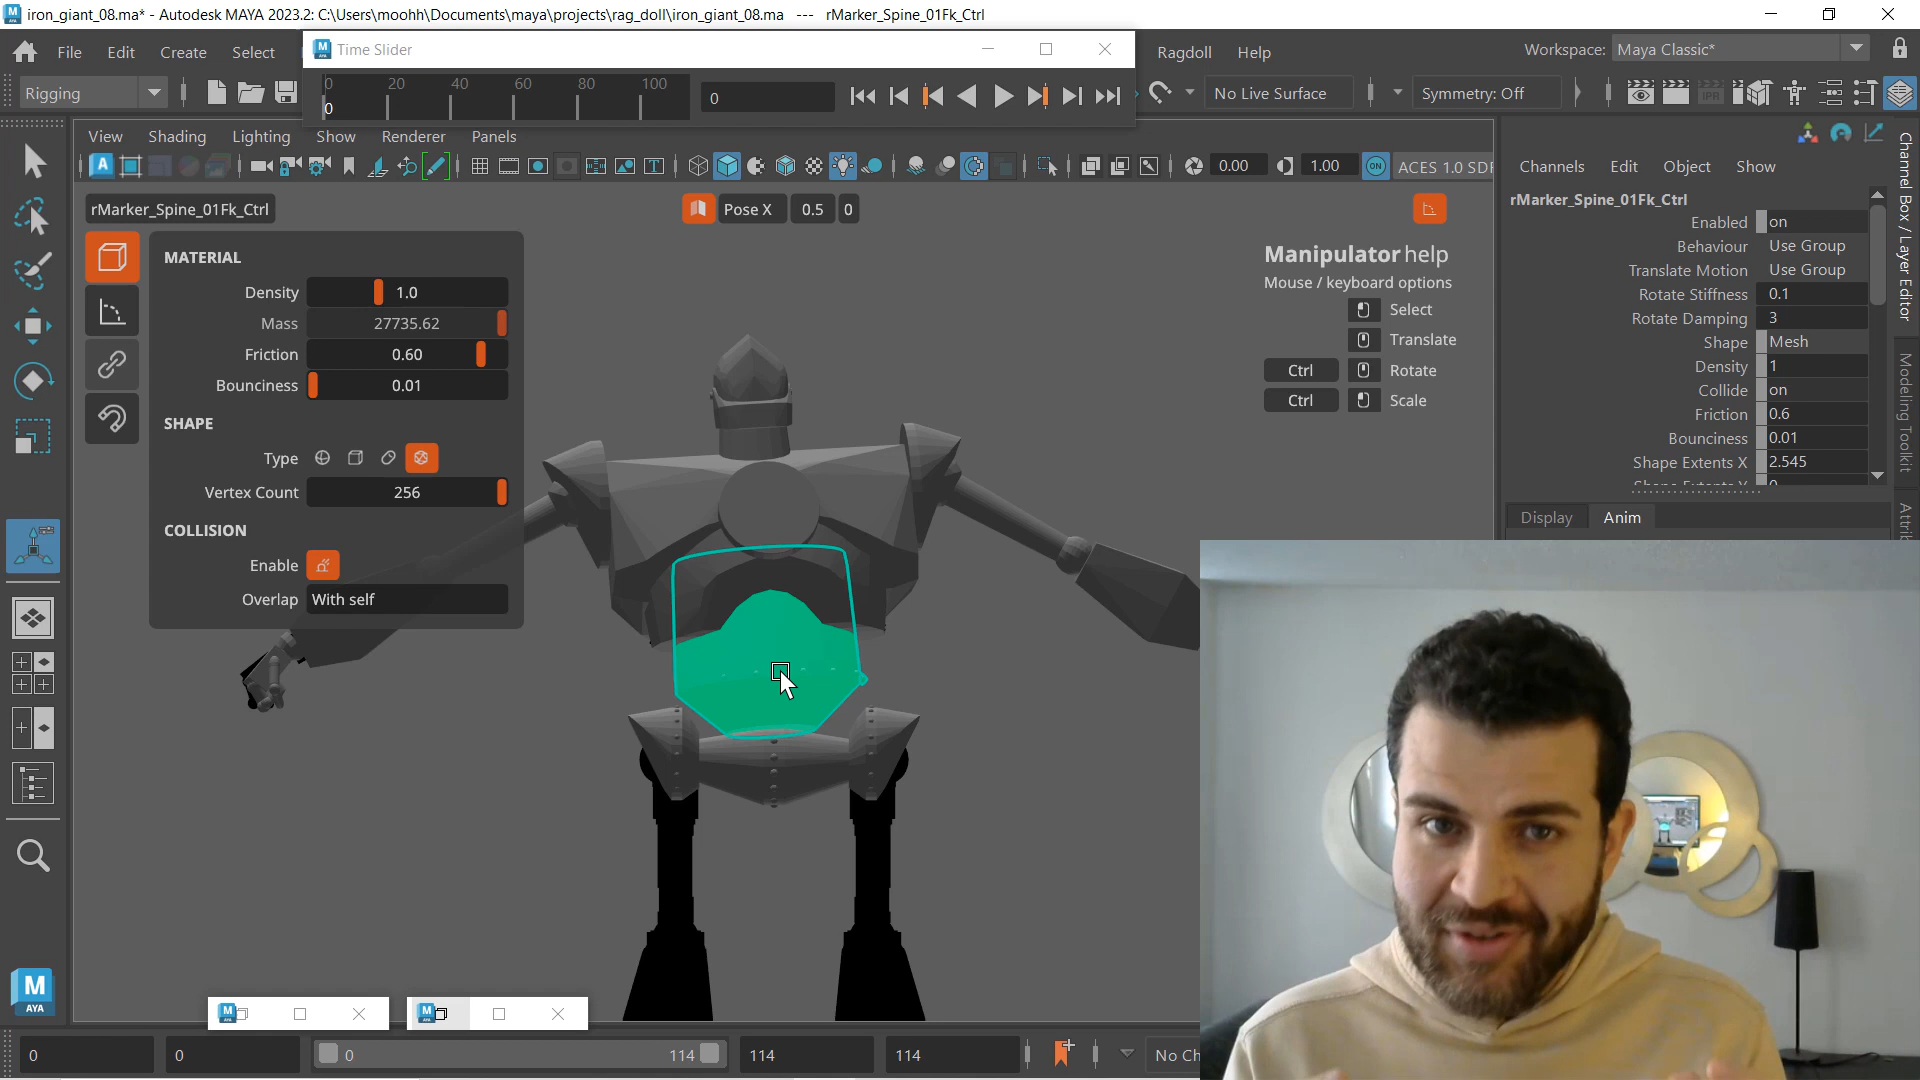 iron_giant_08.ma* - Autodesk MAYA 2023.2: C:\Users\moohh\Documents\maya\projects\rag_doll\iron_giant_08.ma --- rMarker_Spine_01Fk_Ctrl
File Edit Create Select
Time Slider
Ragdoll Help
Workspace: Maya Classic*
Rigging
0 20 40 60 80 100
0
0
No Live Surface
Symmetry: Off
IPR
View Shading Lighting Show Renderer Panels
0.00
1.00
ON
ACES 1.0 SDR
Channels Edit Object Show
rMarker_Spine_01Fk_Ctrl
Pose X 0.5 0
MATERIAL
Density 1.0
Mass 27735.62
Friction 0.60
Bounciness 0.01
SHAPE
Type
Vertex Count 256
COLLISION
Enable
Overlap With self
Manipulator help
Mouse / keyboard options
Select
Translate
Ctrl Rotate
Ctrl Scale
rMarker_Spine_01Fk_Ctrl
Enabled on
Behaviour Use Group
Translate Motion Use Group
Rotate Stiffness 0.1
Rotate Damping 3
Shape Mesh
Density 1
Collide on
Friction 0.6
Bounciness 0.01
Shape Extents X 2.545
Display Anim
Channel Box / Layer Editor
Modeling Toolkit
M
AYA
0 0 0 114 114 114
No Ch